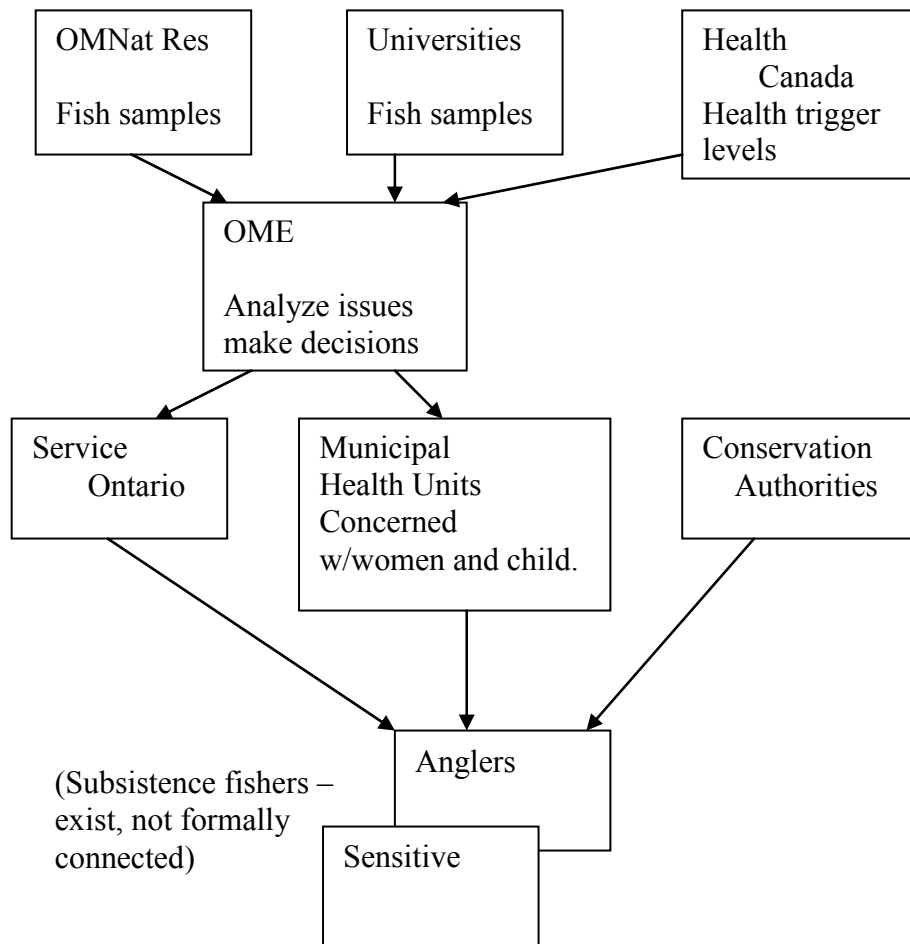 OMNat Res
Fish samples
Universities
Fish samples
Health
Canada
Health trigger
levels
OME
Analyze issues
make decisions
Service
Ontario
Municipal
Health Units
Concerned
w/women and child.
Conservation
Authorities
Anglers
(Subsistence fishers –
exist, not formally
connected)
Sensitive